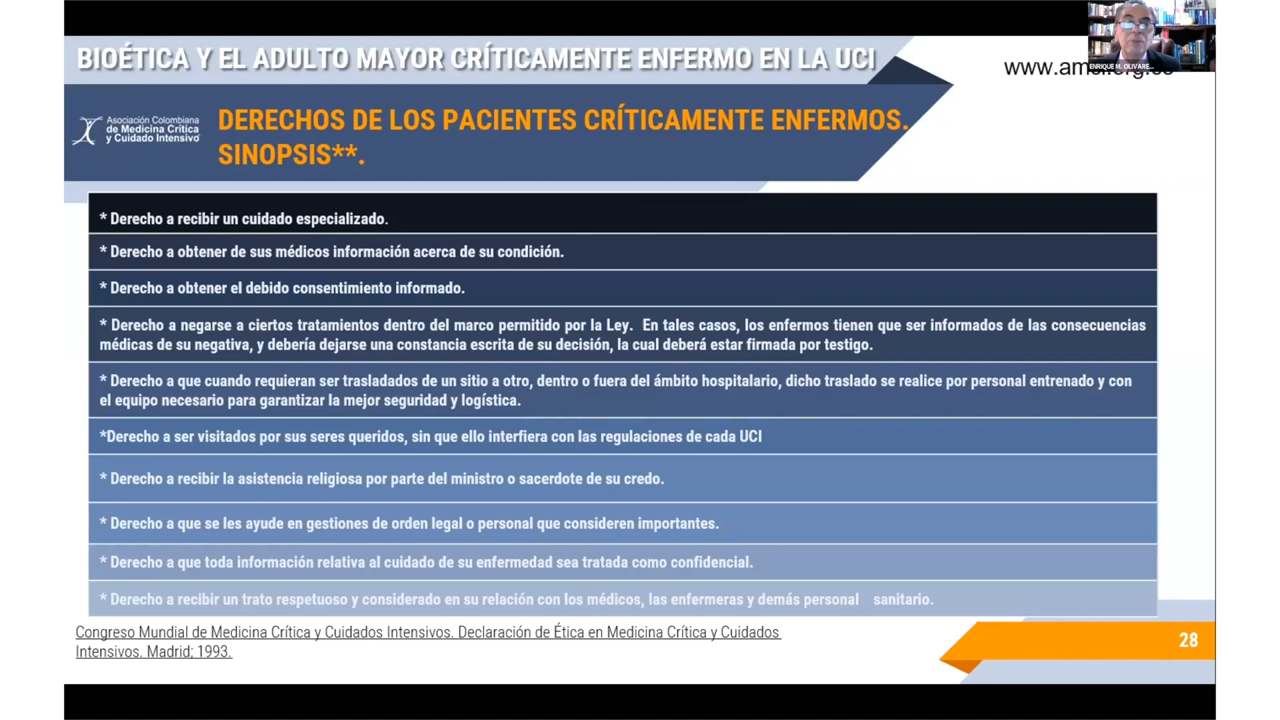 BIOÉTICA Y EL ADULTO MAYOR CRÍTICAMENTE ENFERMO EN LA UCI
ENRIQUE M. OLIVARE...
Asociación Colombiana
de Medicina Crítica
y Cuidado Intensivo
DERECHOS DE LOS PACIENTES CRÍTICAMENTE ENFERMOS.
SINOPSIS**.
* Derecho a recibir un cuidado especializado.
* Derecho a obtener de sus médicos información acerca de su condición.
* Derecho a obtener el debido consentimiento informado.
* Derecho a negarse a ciertos tratamientos dentro del marco permitido por la Ley. En tales casos, los enfermos tienen que ser informados de las consecuencias
médicas de su negativa, y debería dejarse una constancia escrita de su decisión, la cual deberá estar firmada por testigo.
* Derecho a que cuando requieran ser trasladados de un sitio a otro, dentro o fuera del ámbito hospitalario, dicho traslado se realice por personal entrenado y con
el equipo necesario para garantizar la mejor seguridad y logística.
*Derecho a ser visitados por sus seres queridos, sin que ello interfiera con las regulaciones de cada UCI
* Derecho a recibir la asistencia religiosa por parte del ministro o sacerdote de su credo.
* Derecho a que se les ayude en gestiones de orden legal o personal que consideren importantes.
* Derecho a que toda información relativa al cuidado de su enfermedad sea tratada como confidencial.
* Derecho a recibir un trato respetuoso y considerado en su relación con los médicos, las enfermeras y demás personal sanitario.
Congreso Mundial de Medicina Crítica y Cuidados Intensivos. Declaración de Ética en Medicina Crítica y Cuidados
Intensivos. Madrid; 1993.
28